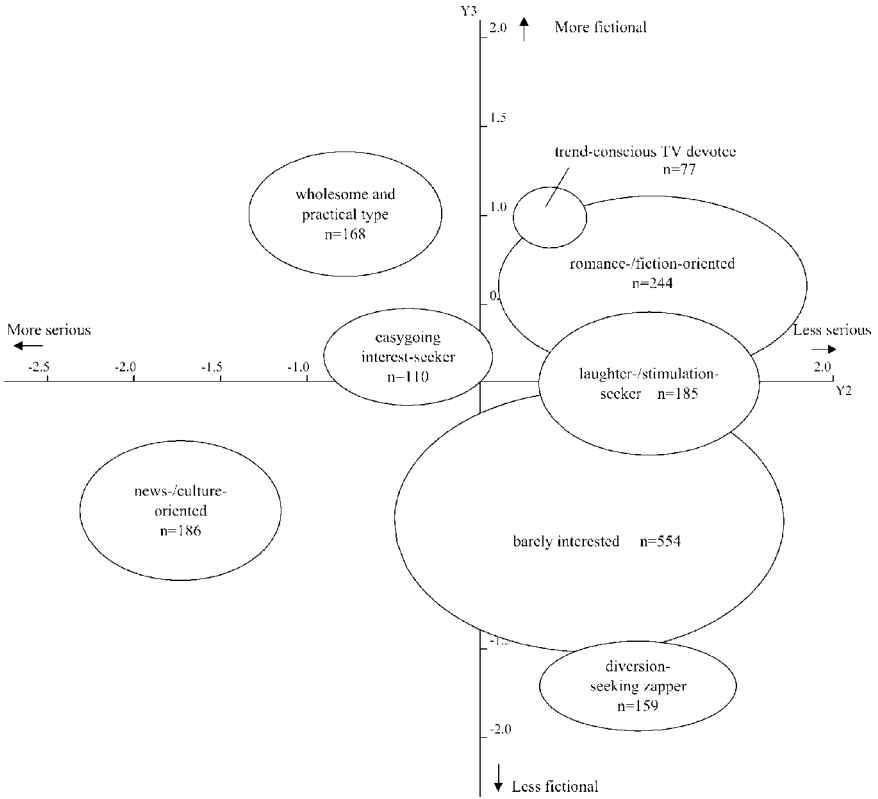 Y3
2.0
More fictional
1.5
trend-conscious TV devotee
n=77
wholesome and
practical type
n=168
1.0
romance-/fiction-oriented
n=244
0.
More serious
easygoing
interest-seeker
n=110
Less serious
-2.5 -2.0 -1.5 -1.0 2.0
laughter-/stimulation-
seeker n=185
Y2
news-/culture-
oriented
n=186
barely interested n=554
diversion-
seeking zapper
n=159
-2.0
Less fictional